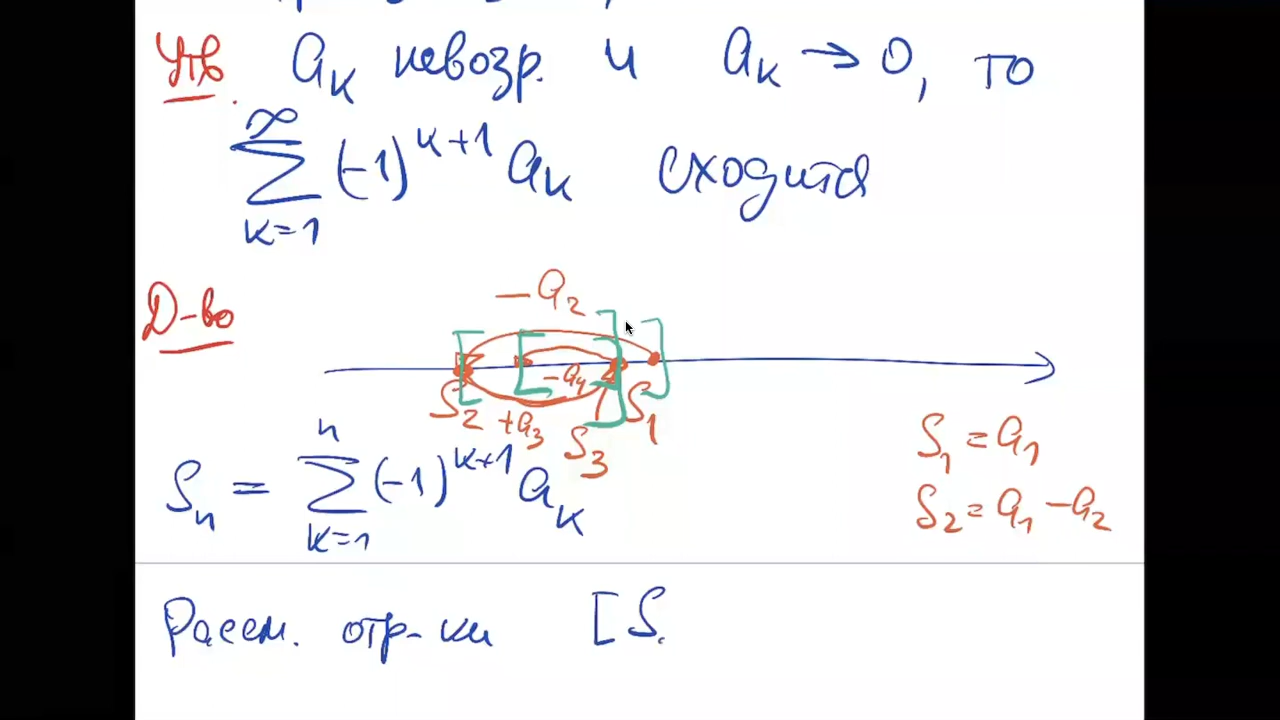 Утв. aₖ невозр. и aₖ → 0, то
∞
∑ (-1)ᵏ⁺¹ aₖ сходится
k=1
Д-во
-a₂
-a₄
S₂ +a₃ S₃ S₁
S₁ = a₁
n
Sₙ = ∑ (-1)ᵏ⁺¹ aₖ
k=1
S₂ = a₁ - a₂
Рассм. отр-ки [S.